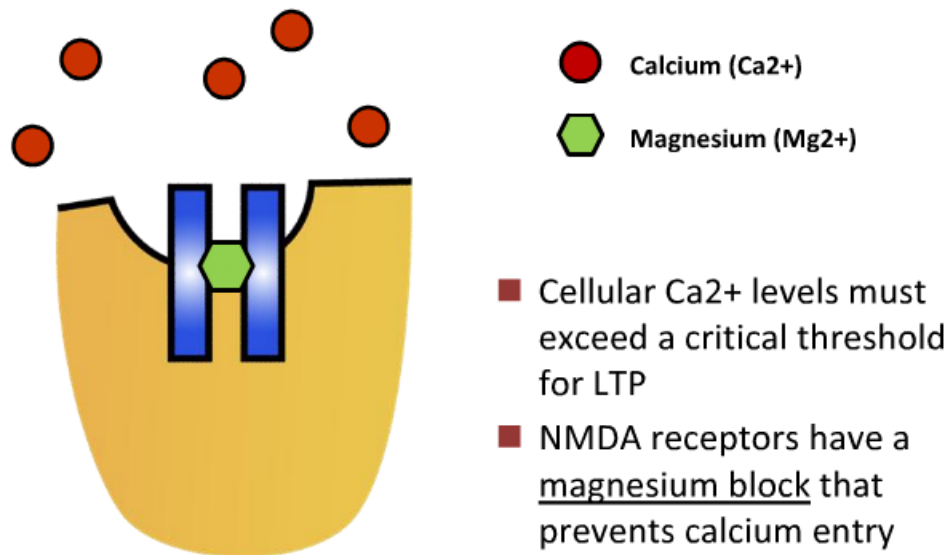 Calcium (Ca2+)
Magnesium (Mg2+)
Cellular Ca2+ levels must
exceed a critical threshold
for LTP
NMDA receptors have a
magnesium block that
prevents calcium entry